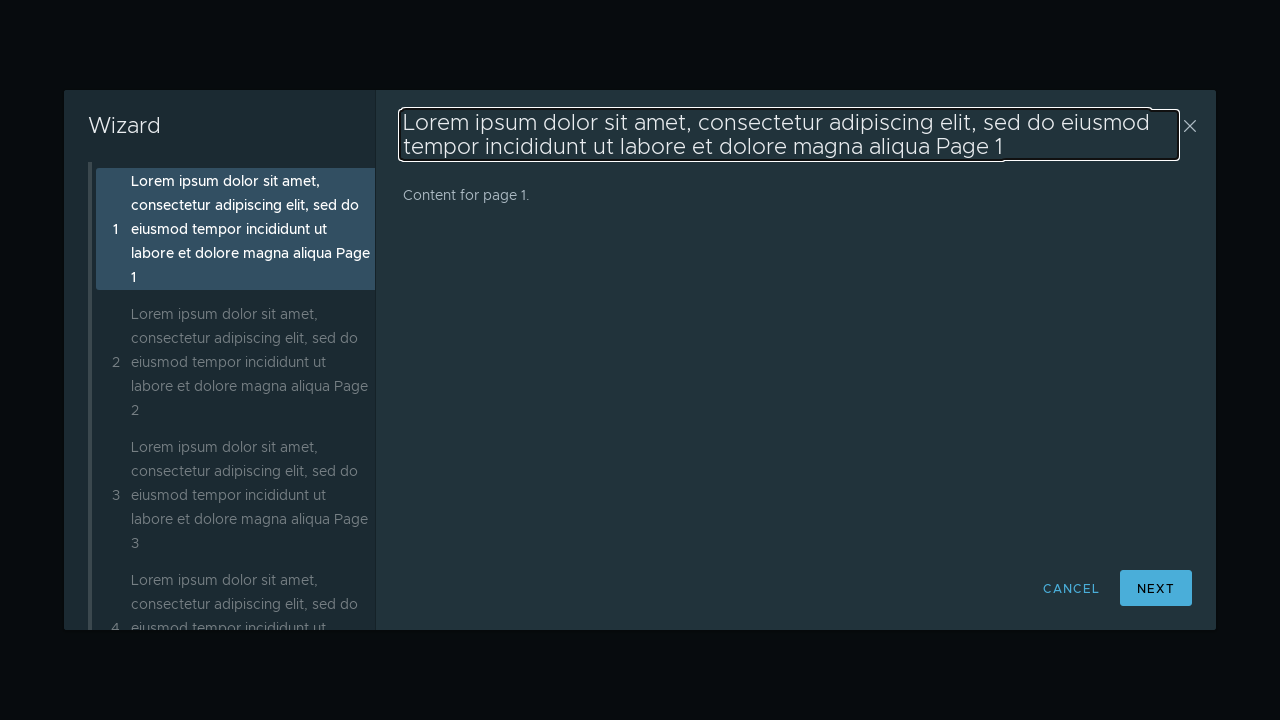 Wizard
1
Lorem ipsum dolor sit amet,
consectetur adipiscing elit, sed do
eiusmod tempor incididunt ut
labore et dolore magna aliqua Page
1
2
Lorem ipsum dolor sit amet,
consectetur adipiscing elit, sed do
eiusmod tempor incididunt ut
labore et dolore magna aliqua Page
2
3
Lorem ipsum dolor sit amet,
consectetur adipiscing elit, sed do
eiusmod tempor incididunt ut
labore et dolore magna aliqua Page
3
4
Lorem ipsum dolor sit amet,
consectetur adipiscing elit, sed do
eiusmod tempor incididunt ut
Lorem ipsum dolor sit amet, consectetur adipiscing elit, sed do eiusmod
tempor incididunt ut labore et dolore magna aliqua Page 1
Content for page 1.
CANCEL
NEXT